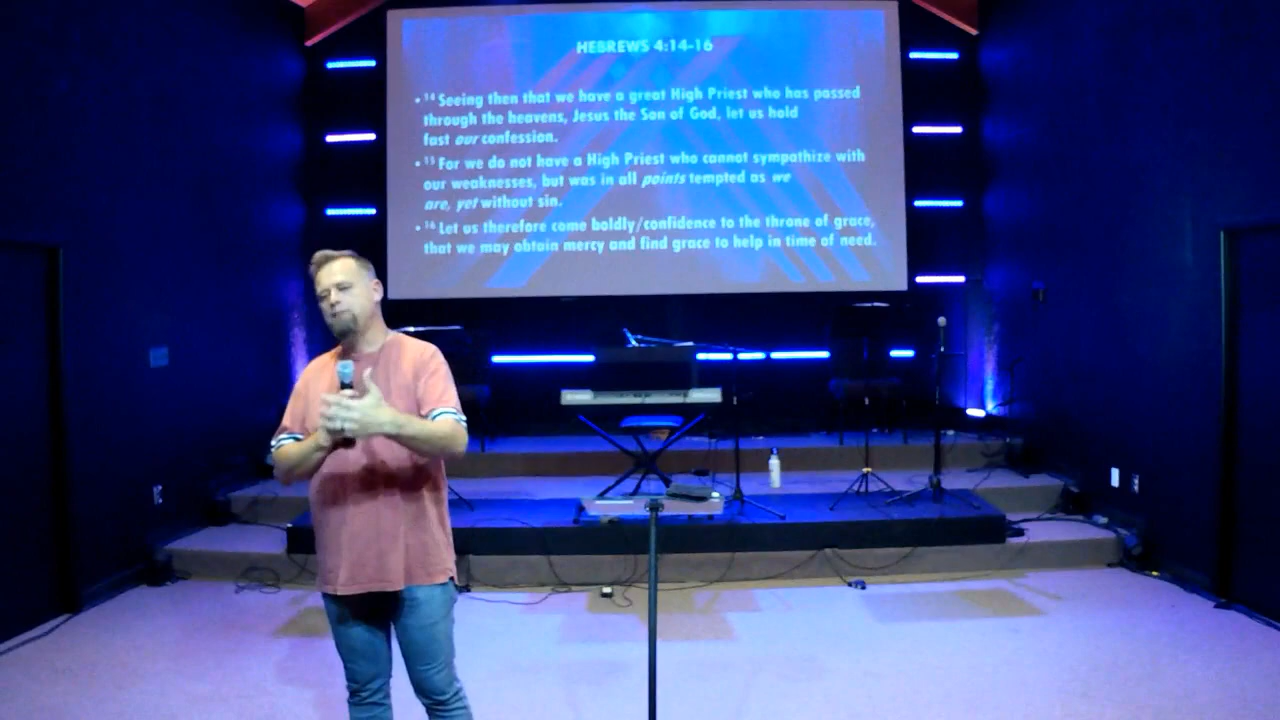 HEBREWS 4:14-16
• 14 Seeing then that we have a great High Priest who has passed
through the heavens, Jesus the Son of God, let us hold
fast our confession.
• 15 For we do not have a High Priest who cannot sympathize with
our weaknesses, but was in all points tempted as we
are, yet without sin.
• 16 Let us therefore come boldly/confidence to the throne of grace,
that we may obtain mercy and find grace to help in time of need.